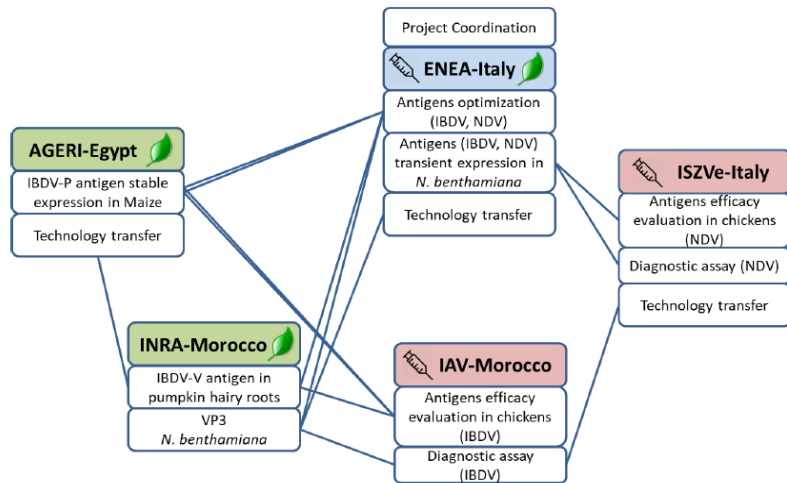 Project Coordination
ENEA-Italy
Antigens optimization
(IBDV, NDV)
Antigens (IBDV, NDV)
transient expression in
N. benthamiana
Technology transfer
AGERI-Egypt
IBDV-P antigen stable
expression in Maize
Technology transfer
ISZVe-Italy
Antigens efficacy
evaluation in chickens
(NDV)
Diagnostic assay (NDV)
Technology transfer
INRA-Morocco
IBDV-V antigen in
pumpkin hairy roots
VP3
N. benthamiana
IAV-Morocco
Antigens efficacy
evaluation in chickens
(IBDV)
Diagnostic assay
(IBDV)